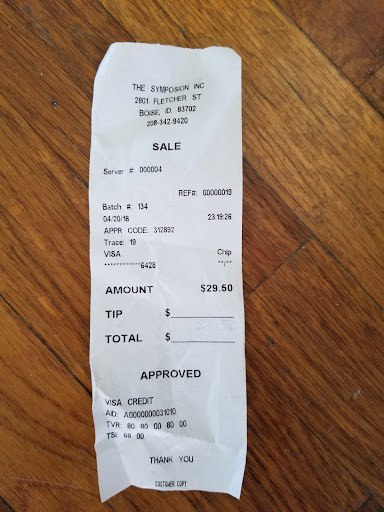 THE SYMPOSION INC
2801 FLETCHER ST
BOISE, ID. 83702
208-342-9420
SALE
Server #: 000004
REF#: 00000019
Batch #: 134
04/20/18 23:19:26
APPR CODE: 312892
Trace: 19
VISA Chip
************6428 **/**
AMOUNT $29.50
TIP $
TOTAL $
APPROVED
VISA CREDIT
AID: A0000000031010
TVR: 80 80 00 80 00
TSI: 68 00
THANK YOU
CUSTOMER COPY